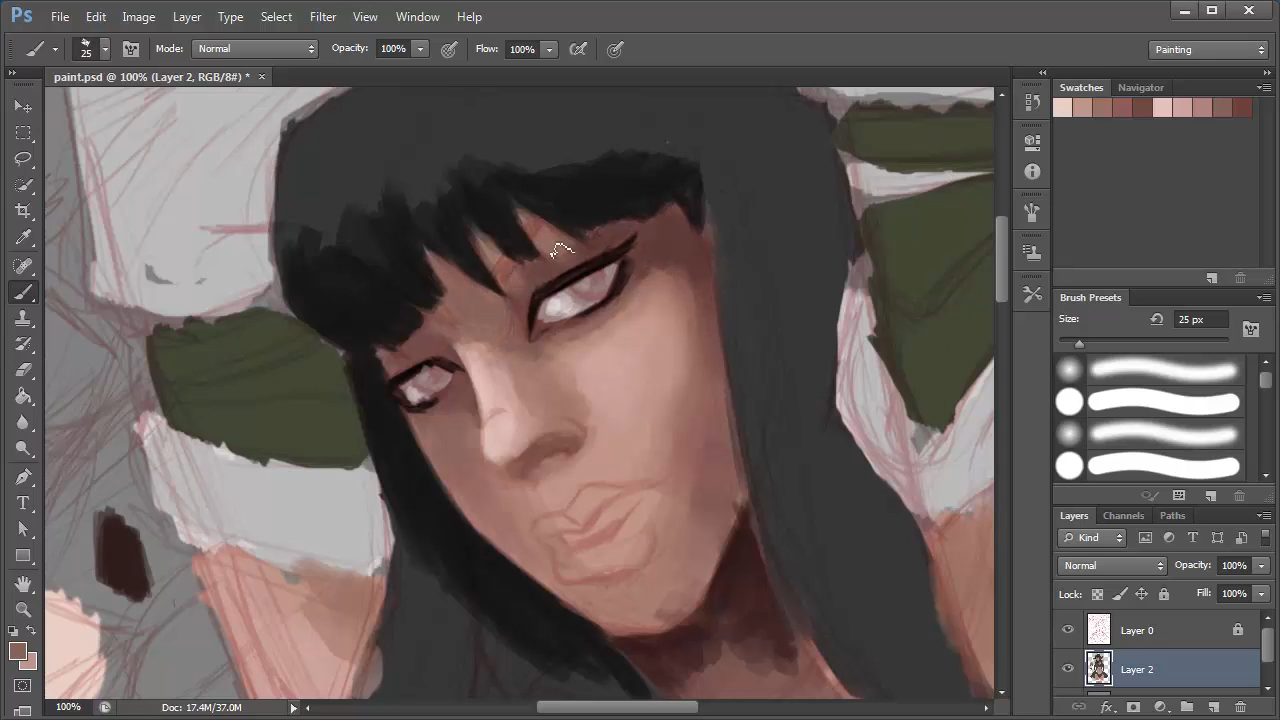 Ps File Edit Image Layer Type Select Filter View Window Help
25 Mode: Normal Opacity: 100% Flow: 100% Painting
paint.psd @ 100% (Layer 2, RGB/8#) * ×
Swatches Navigator
Brush Presets
Size: 25 px
Layers Channels Paths
Kind
Normal Opacity: 100%
Lock: Fill: 100%
Layer 0
Layer 2
100% Doc: 17.4M/37.0M